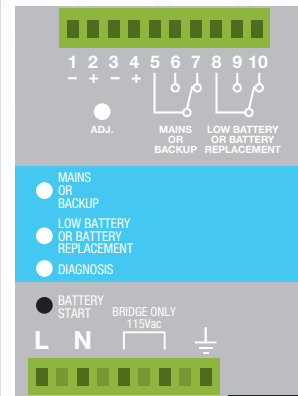 1 2 3 4 5 6 7 8 9 10
− + − +
ADJ.
MAINS
OR
BACKUP
LOW BATTERY
OR BATTERY
REPLACEMENT
MAINS
OR
BACKUP
LOW BATTERY
OR BATTERY
REPLACEMENT
DIAGNOSIS
BATTERY
START
BRIDGE ONLY
115Vac
L N